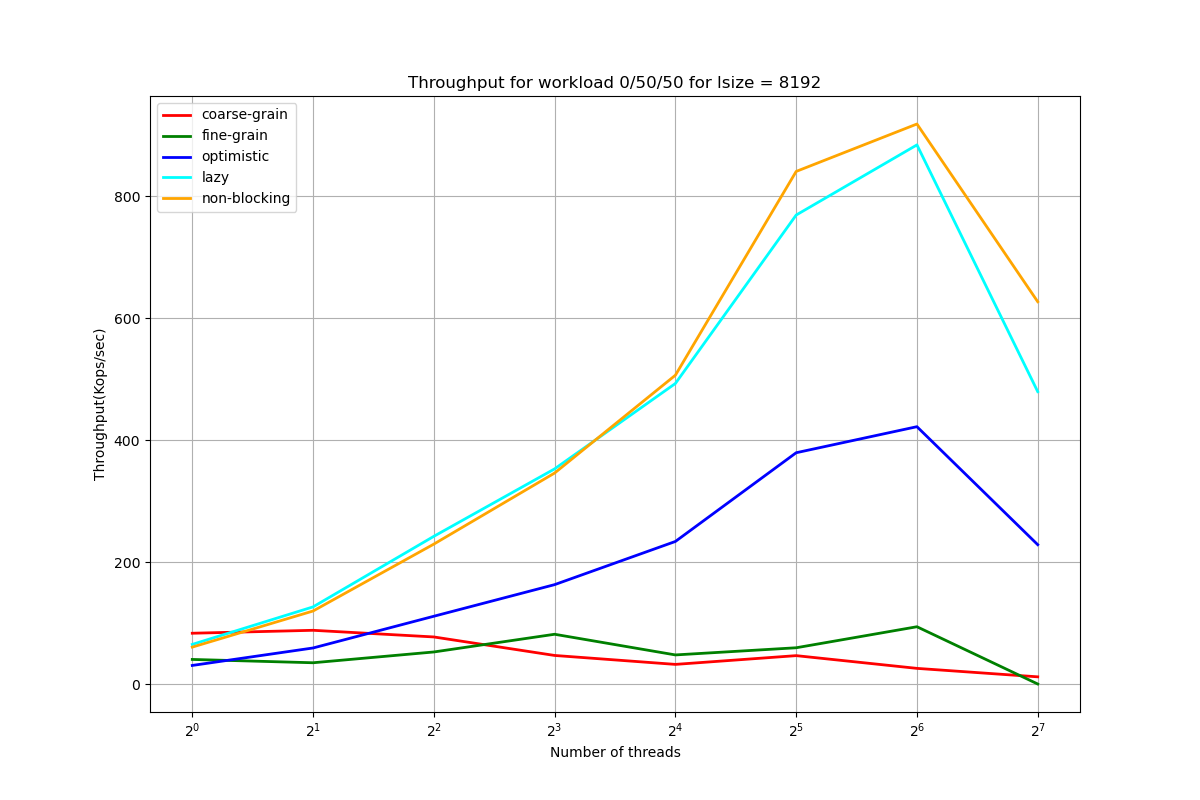 Throughput for workload 0/50/50 for lsize = 8192
coarse-grain
fine-grain
optimistic
lazy
non-blocking
Throughput(Kops/sec)
800
600
400
200
0
2^0 2^1 2^2 2^3 2^4 2^5 2^6 2^7
Number of threads